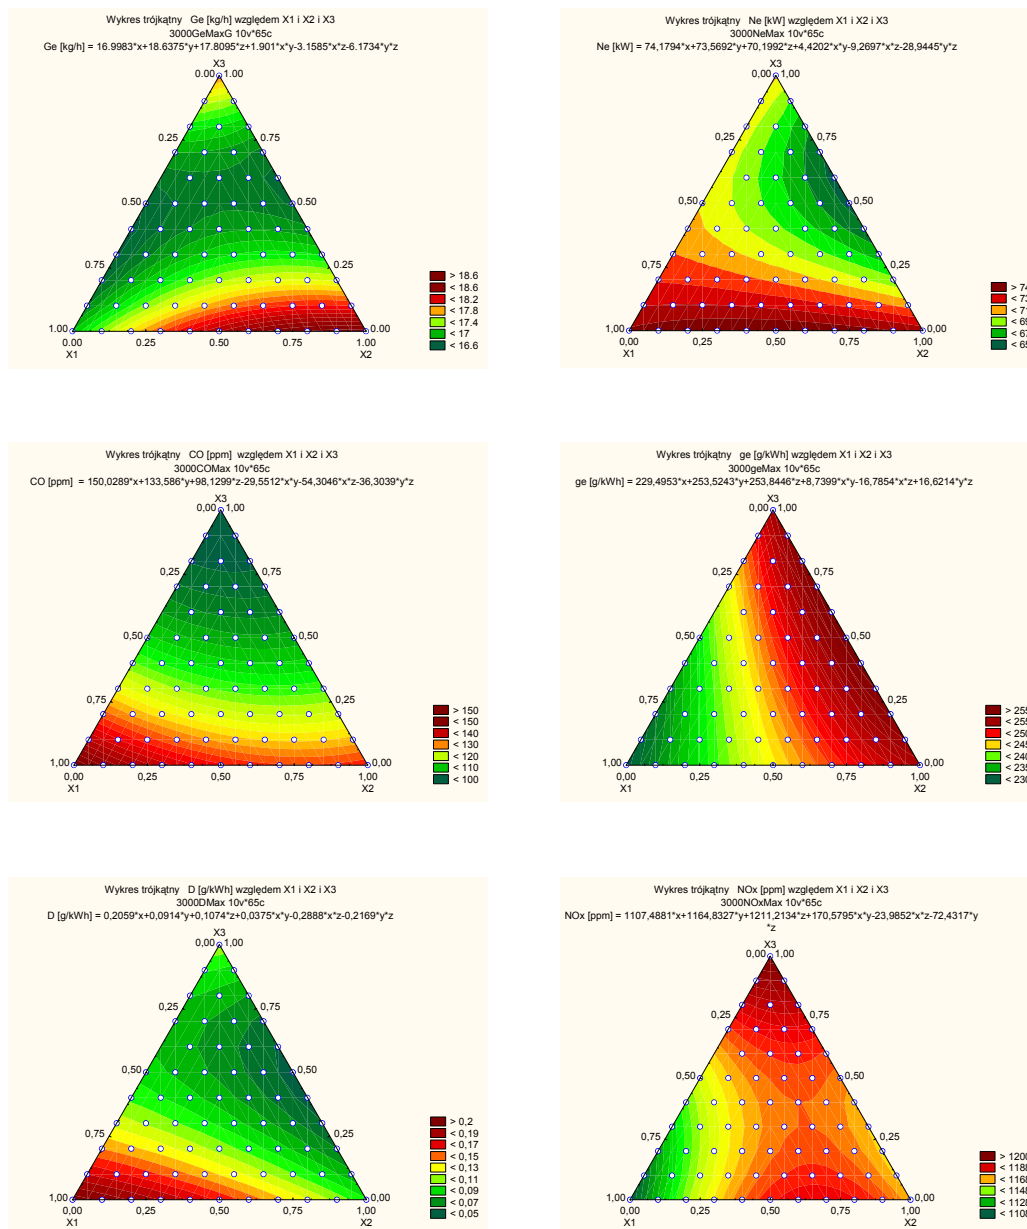 Wykres trójkątny   Ge [kg/h] względem X1 i X2 i X3
3000GeMaxG 10v*65c
Ge [kg/h] = 16.9983*x+18.6375*y+17.8095*z+1.901*x*y-3.1585*x*z-6.1734*y*z
X3
0.00 1,00
0.25 0.75
0.50 0.50
0.75 0.25
1.00 0.00
0,00 0.25 0.50 0.75 1.00
X1 X2
> 18.6
< 18.6
< 18.2
< 17.8
< 17.4
< 17
< 16.6
Wykres trójkątny   Ne [kW] względem X1 i X2 i X3
3000NeMax 10v*65c
Ne [kW] = 74,1794*x+73,5692*y+70,1992*z+4,4202*x*y-9,2697*x*z-28,9445*y*z
X3
0.00 1,00
0,25 0,75
0,50 0,50
0,75 0,25
1,00 0,00
0,00 0,25 0,50 0,75 1,00
X1 X2
> 74
< 73
< 71
< 69
< 67
< 65
Wykres trójkątny   CO [ppm] względem X1 i X2 i X3
3000COMax 10v*65c
CO [ppm]  = 150,0289*x+133,586*y+98,1299*z-29,5512*x*y-54,3046*x*z-36,3039*y*z
X3
0,00 1,00
0,25 0,75
0,50 0,50
0,75 0,25
1,00 0,00
0,00 0,25 0,50 0,75 1,00
X1 X2
> 150
< 150
< 140
< 130
< 120
< 110
< 100
Wykres trójkątny   ge [g/kWh] względem X1 i X2 i X3
3000geMax 10v*65c
ge [g/kWh] = 229,4953*x+253,5243*y+253,8446*z+8,7399*x*y-16,7854*x*z+16,6214*y*z
X3
0,00 1,00
0,25 0,75
0,50 0,50
0,75 0,25
1,00 0,00
0,00 0,25 0,50 0,75 1,00
X1 X2
> 255
< 255
< 250
< 245
< 240
< 235
< 230
Wykres trójkątny   D [g/kWh] względem X1 i X2 i X3
3000DMax 10v*65c
D [g/kWh] = 0,2059*x+0,0914*y+0,1074*z+0,0375*x*y-0,2888*x*z-0,2169*y*z
X3
0,00 1,00
0,25 0,75
0,50 0,50
0,75 0,25
1,00 0,00
0,00 0,25 0,50 0,75 1,00
X1 X2
> 0,2
< 0,19
< 0,17
< 0,15
< 0,13
< 0,11
< 0,09
< 0,07
< 0,05
Wykres trójkątny   NOx [ppm] względem X1 i X2 i X3
3000NOxMax 10v*65c
NOx [ppm] = 1107,4881*x+1164,8327*y+1211,2134*z+170,5795*x*y-23,9852*x*z-72,4317*y
*z
X3
0,00 1,00
0,25 0,75
0,50 0,50
0,75 0,25
1,00 0,00
0,00 0,25 0,50 0,75 1,00
X1 X2
> 1200
< 1188
< 1168
< 1148
< 1128
< 1108